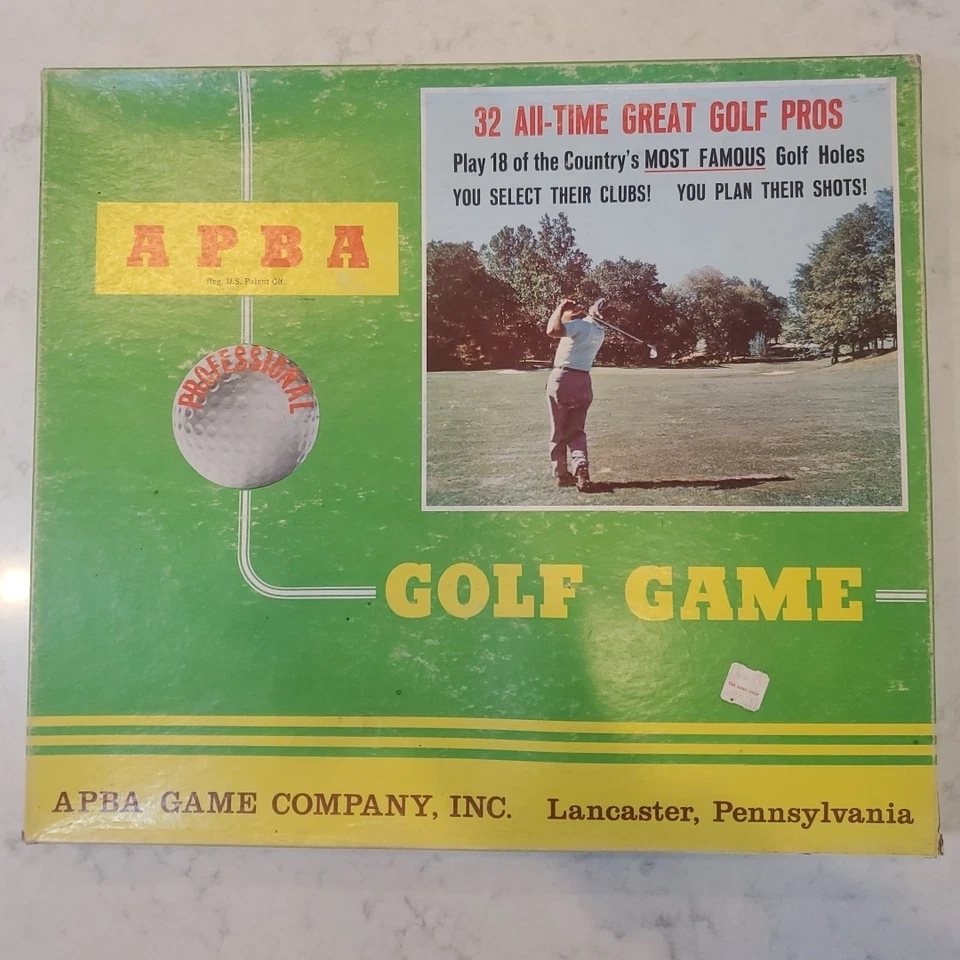 32 All-TIME GREAT GOLF PROS
Play 18 of the Country's MOST FAMOUS Golf Holes
YOU SELECT THEIR CLUBS! YOU PLAN THEIR SHOTS!
APBA
Reg. U.S. Patent Off.
PROFESSIONAL
GOLF GAME
APBA GAME COMPANY, INC. Lancaster, Pennsylvania